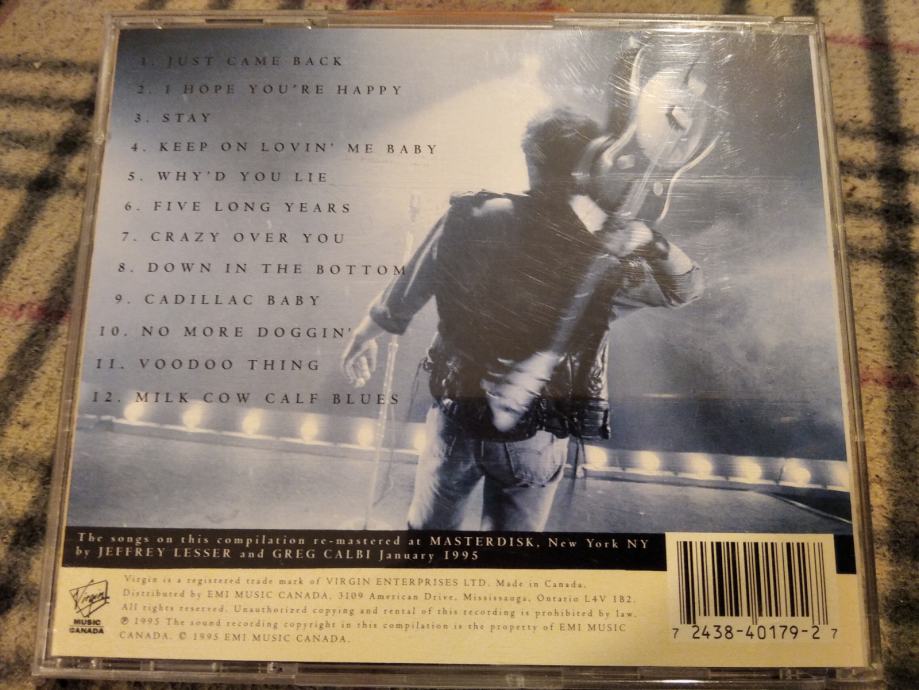 1. JUST CAME BACK
2. I HOPE YOU'RE HAPPY
3. STAY
4. KEEP ON LOVIN' ME BABY
5. WHY'D YOU LIE
6. FIVE LONG YEARS
7. CRAZY OVER YOU
8. DOWN IN THE BOTTOM
9. CADILLAC BABY
10. NO MORE DOGGIN'
11. VOODOO THING
12. MILK COW CALF BLUES
The songs on this compilation re-mastered at MASTERDISK, New York NY
by JEFFREY LESSER and GREG CALBI January 1995
Virgin is a registered trade mark of VIRGIN ENTERPRISES LTD. Made in Canada.
Distributed by EMI MUSIC CANADA, 3109 American Drive, Mississauga, Ontario L4V 1B2.
All rights reserved. Unauthorized copying and rental of this recording is prohibited by law.
℗ 1995 The sound recording copyright in this compilation is the property of EMI MUSIC
CANADA. © 1995 EMI MUSIC CANADA.
Virgin
MUSIC
CANADA
7 2438-40179-2 7